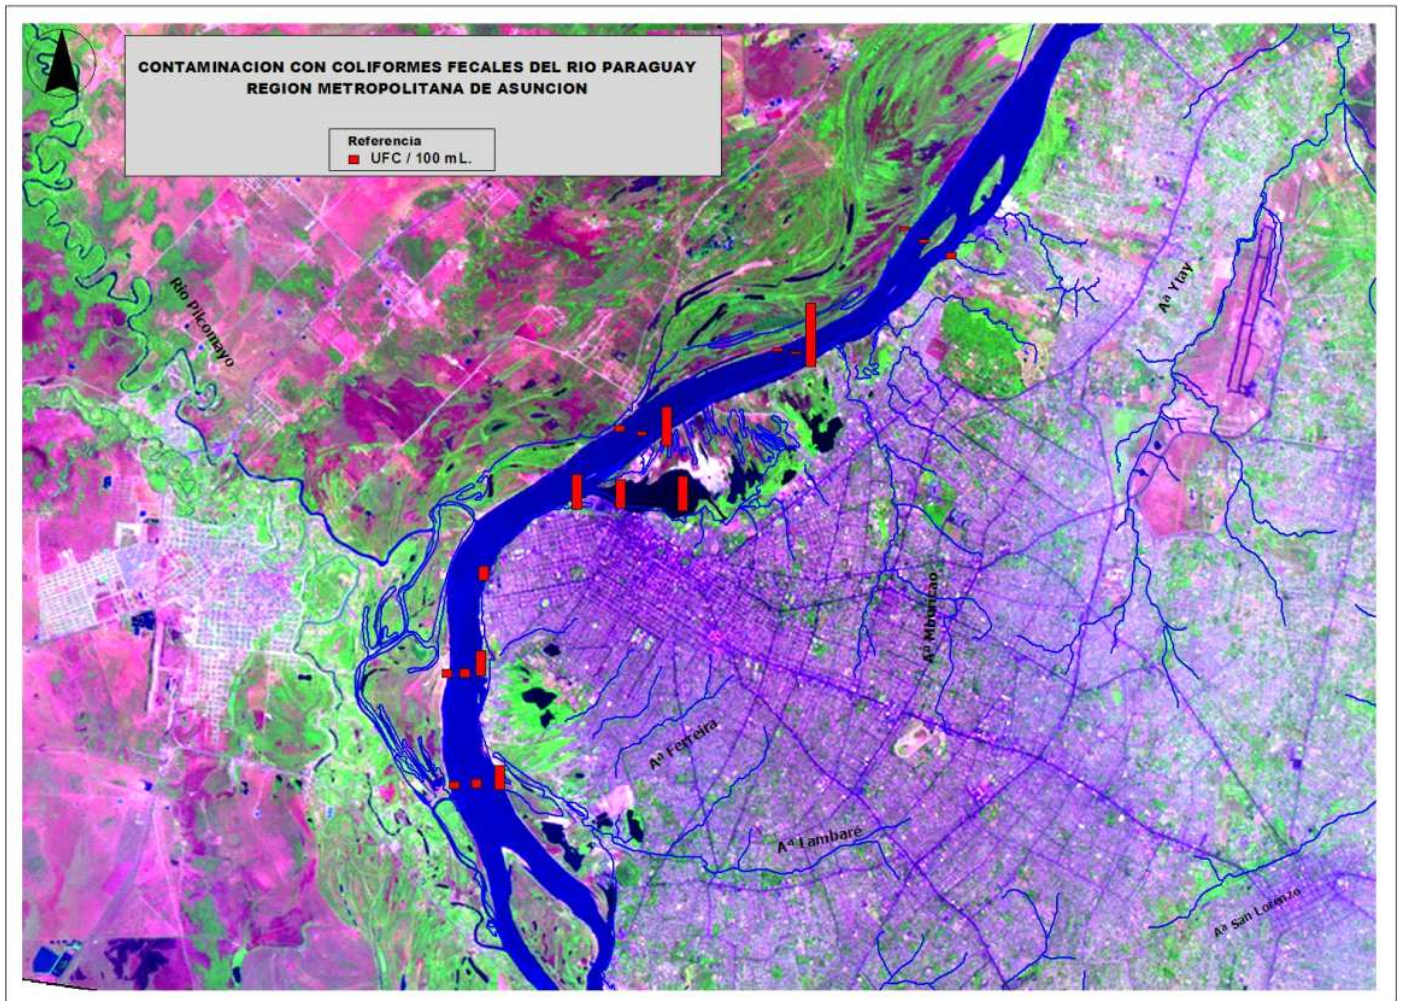 CONTAMINACION CON COLIFORMES FECALES DEL RIO PARAGUAY
REGION METROPOLITANA DE ASUNCION
Referencia
UFC / 100 mL.
Rio Pilcomayo
Aª Ytay
Aª Mburicao
Aª Ferreira
Aª Lambaré
Aª San Lorenzo